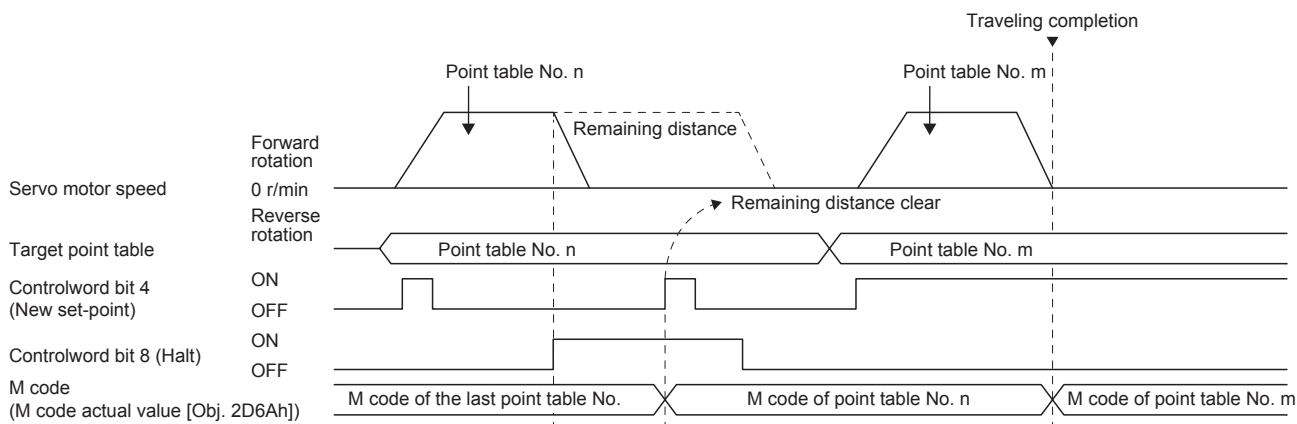 Traveling completion
Point table No. n
Point table No. m
Remaining distance
Forward
rotation
Servo motor speed
0 r/min
Remaining distance clear
Reverse
rotation
Target point table
Point table No. n
Point table No. m
Controlword bit 4
(New set-point)
ON
OFF
Controlword bit 8 (Halt)
ON
OFF
M code
(M code actual value [Obj. 2D6Ah])
M code of the last point table No.
M code of point table No. n
M code of point table No. m